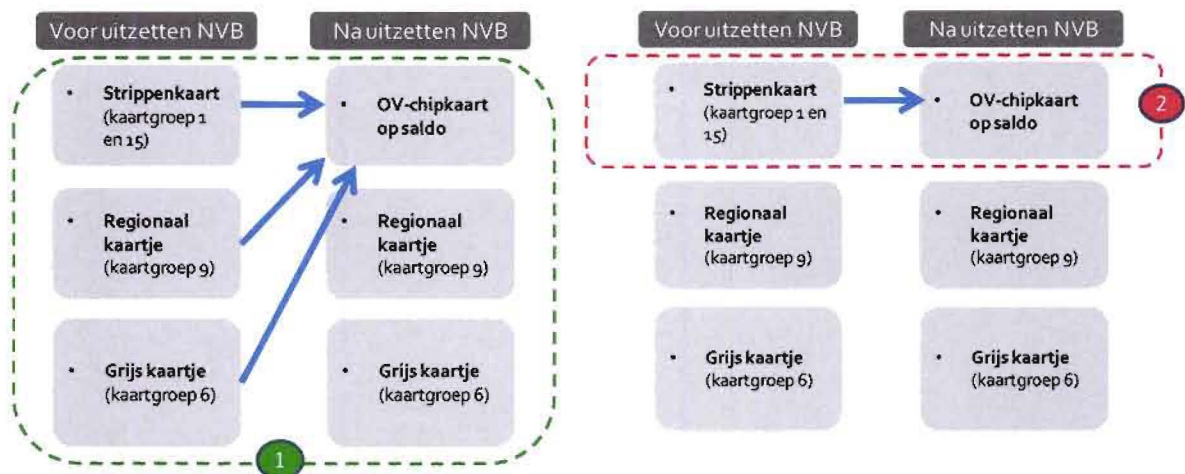 Voor uitzetten NVB
Na uitzetten NVB
• Strippenkaart
(kaartgroep 1
en 15)
• OV-chipkaart
op saldo
• Regionaal
kaartje
(kaartgroep 9)
• Regionaal
kaartje
(kaartgroep 9)
• Grijs kaartje
(kaartgroep 6)
• Grijs kaartje
(kaartgroep 6)
1
Voor uitzetten NVB
Na uitzetten NVB
• Strippenkaart
(kaartgroep 1 en
15)
• OV-chipkaart
op saldo
2
• Regionaal
kaartje
(kaartgroep 9)
• Regionaal
kaartje
(kaartgroep 9)
• Grijs kaartje
(kaartgroep 6)
• Grijs kaartje
(kaartgroep 6)